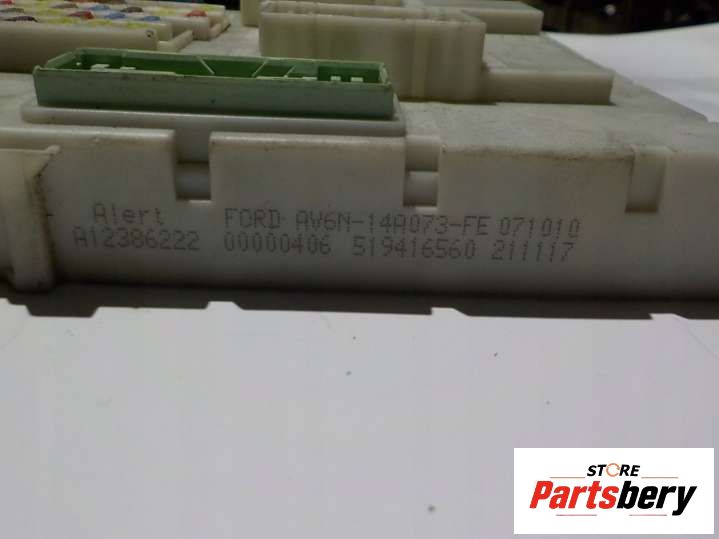 Alert FORD AV6N-14A073-FE 071010
A12386222 00000406 519416560 211117
STORE
Partsbery